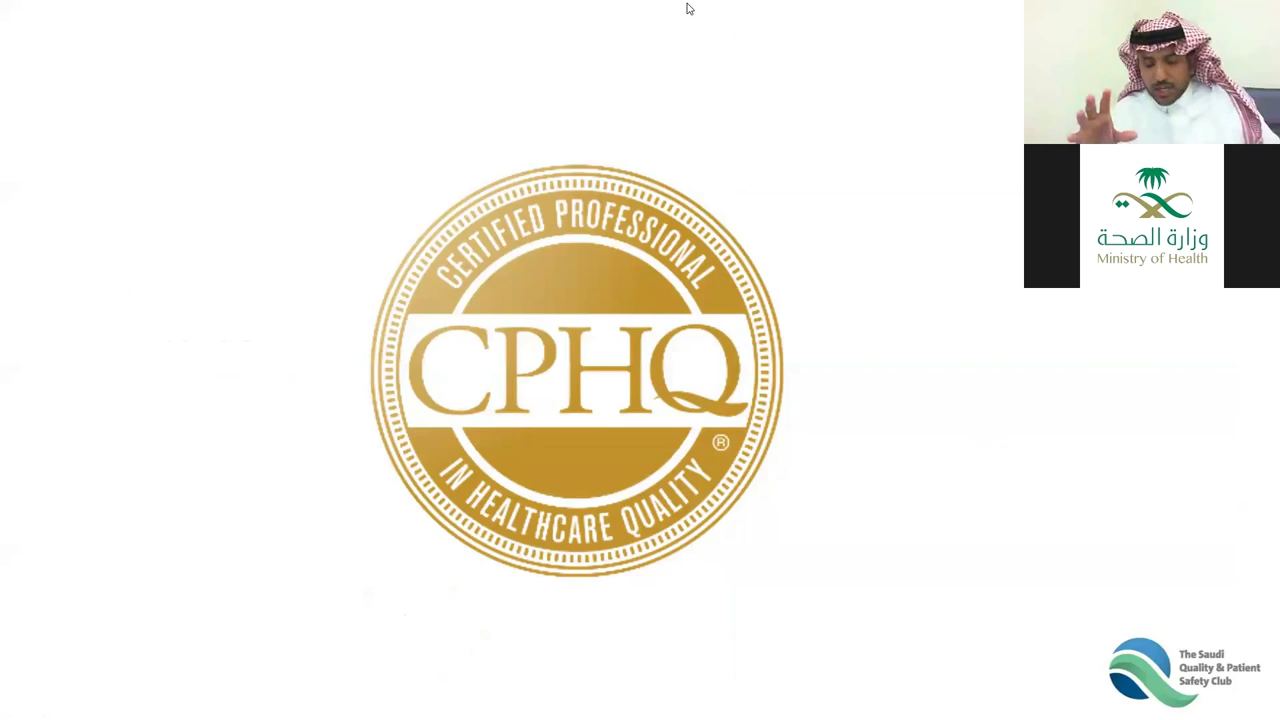 CERTIFIED PROFESSIONAL
CPHQ
®
IN HEALTHCARE QUALITY
وزارة الصحة
Ministry of Health
The Saudi
Quality & Patient
Safety Club